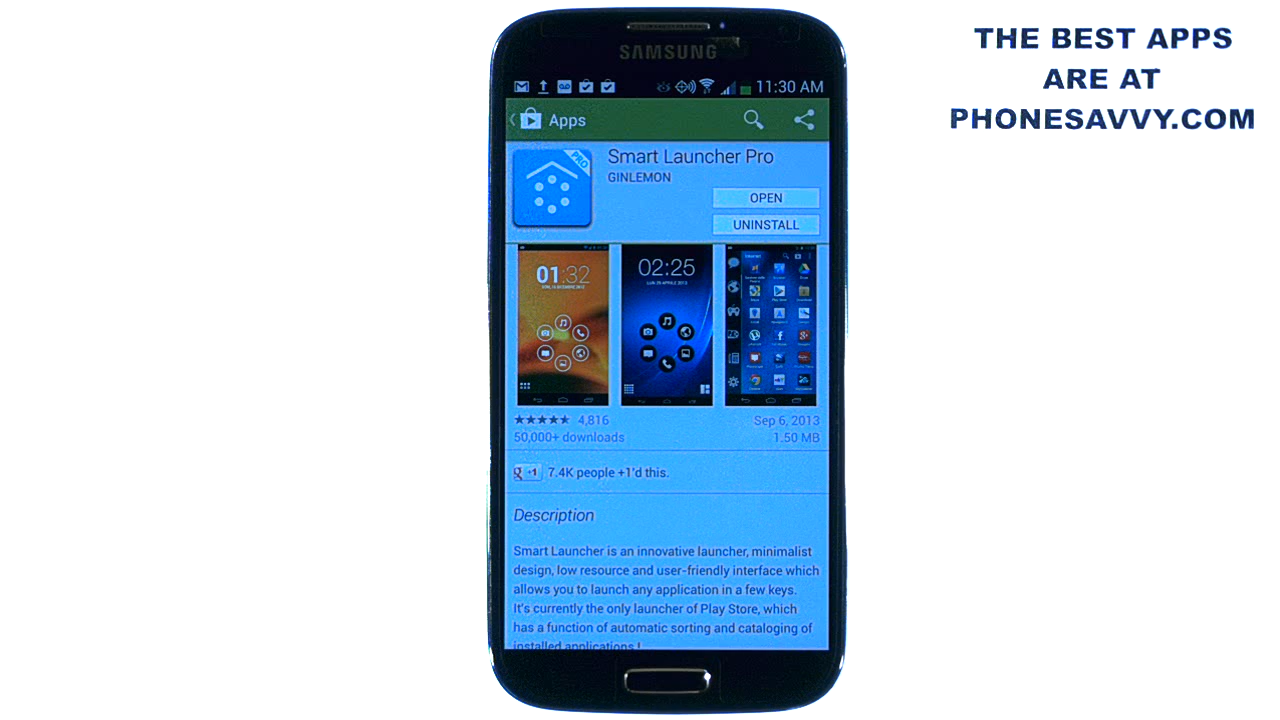 THE BEST APPS
ARE AT
PHONESAVVY.COM
SAMSUNG
11:30 AM
Apps
Smart Launcher Pro
PRO
GINLEMON
OPEN
UNINSTALL
01:32
02:25
4,816
Sep 6, 2013
50,000+ downloads
1.50 MB
g +1 7.4K people +1'd this.
Description
Smart Launcher is an innovative launcher, minimalist
design, low resource and user-friendly interface which
allows you to launch any application in a few keys.
It's currently the only launcher of Play Store, which
has a function of automatic sorting and cataloging of
installed applications !